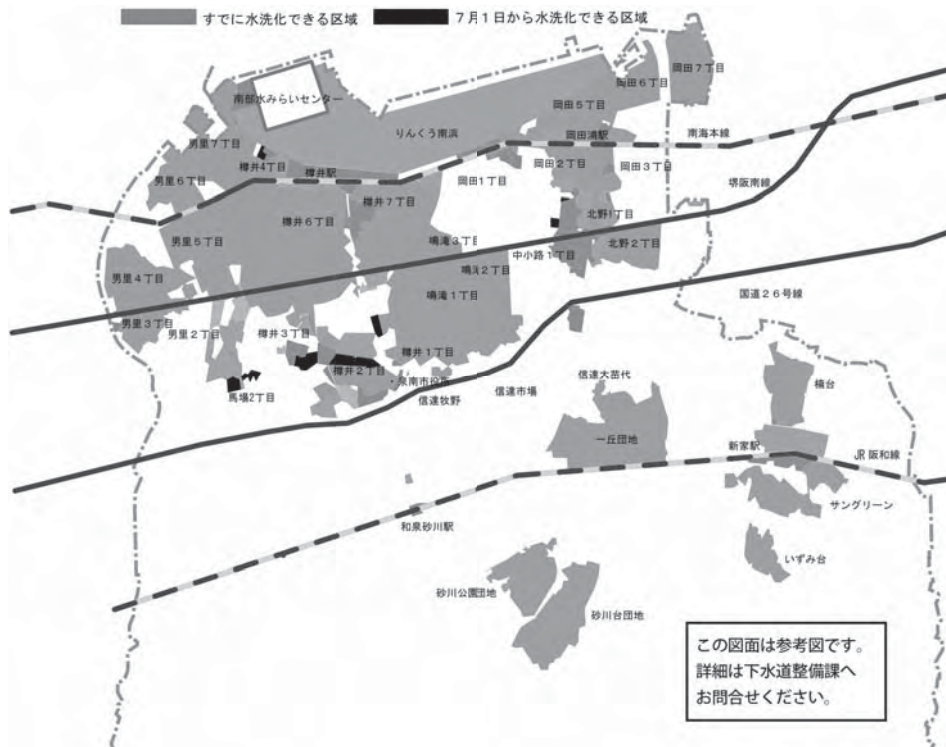 すでに水洗化できる区域
７月１日から水洗化できる区域
岡田７丁目
岡田６丁目
南部水みらいセンター
岡田５丁目
りんくう南浜
岡田浦駅
南海本線
男里７丁目
樽井４丁目
樽井駅
岡田２丁目
岡田３丁目
男里６丁目
岡田１丁目
堺阪南線
樽井７丁目
樽井６丁目
北野１丁目
男里５丁目
鳴滝３丁目
北野２丁目
中小路１丁目
鳴滝２丁目
男里４丁目
鳴滝１丁目
国道２６号線
男里３丁目
男里２丁目
樽井３丁目
樽井１丁目
樽井２丁目
泉南市役所
馬場２丁目
信達牧野
信達市場
信達大苗代
楠台
一丘団地
新家駅
JR 阪和線
サングリーン
和泉砂川駅
いずみ台
砂川公園団地
砂川台団地
この図面は参考図です。
詳細は下水道整備課へ
お問合せください。